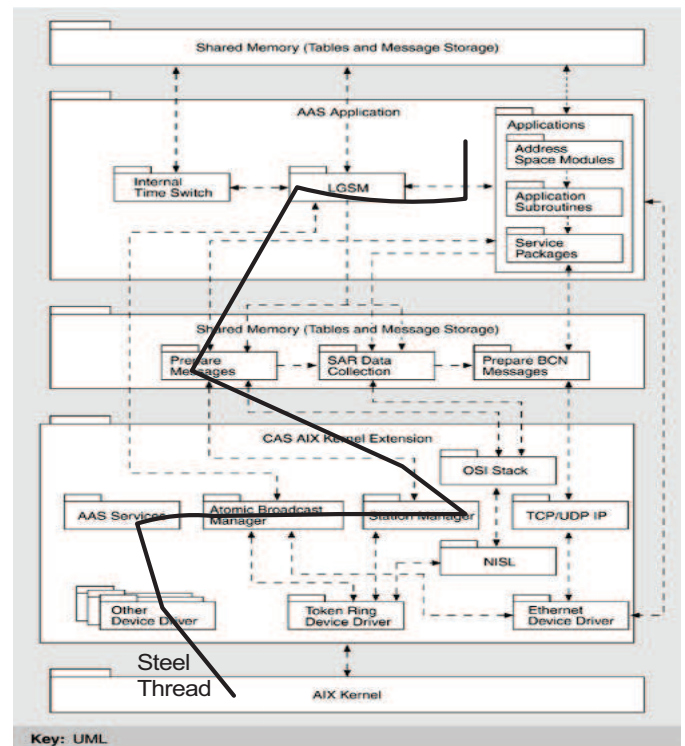 Shared Memory (Tables and Message Storage)
AAS Application
Applications
Address
Space Modules
Internal
Time Switch
LGSM
Application
Subroutines
Service
Packages
Shared Memory (Tables and Message Storage)
Prepare
Messages
SAR Data
Collection
Prepare BCN
Messages
CAS AIX Kernel Extension
OSI Stack
AAS Services
Atomic Broadcast
Manager
Station Manager
TCP/UDP IP
NISL
Other
Device Driver
Token Ring
Device Driver
Ethernet
Device Driver
Steel
Thread
AIX Kernel
Key: UML